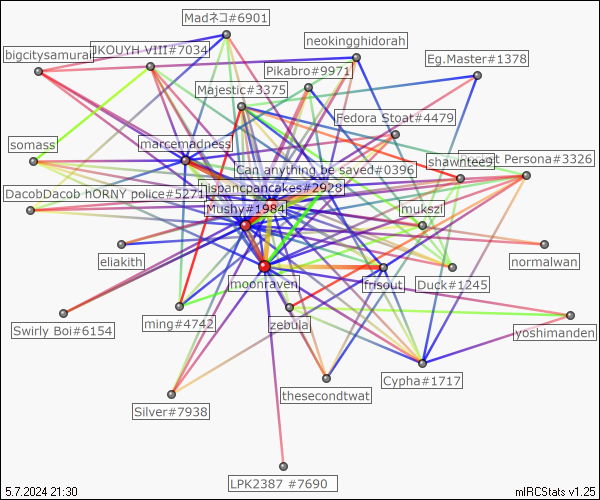 Madネコ#6901
neokingghidorah
bigcitysamurai
JKOUYH VIII#7034
Eg.Master#1378
Pikabro#9971
Majestic#3375
Fedora Stoat#4479
somass
marcemadness
shawntee9
Persona#3326
Can anything be saved#0396
DacobDacob hORNY police#5271
hispancpancakes#2928
Mushy#1984
mukszi
eliakith
normalwan
moonraven
frisout
Duck#1245
Swirly Boi#6154
ming#4742
zebula
yoshimanden
Cypha#1717
Silver#7938
thesecondtwat
LPK2387 #7690
5.7.2024 21:30
mIRCStats v1.25